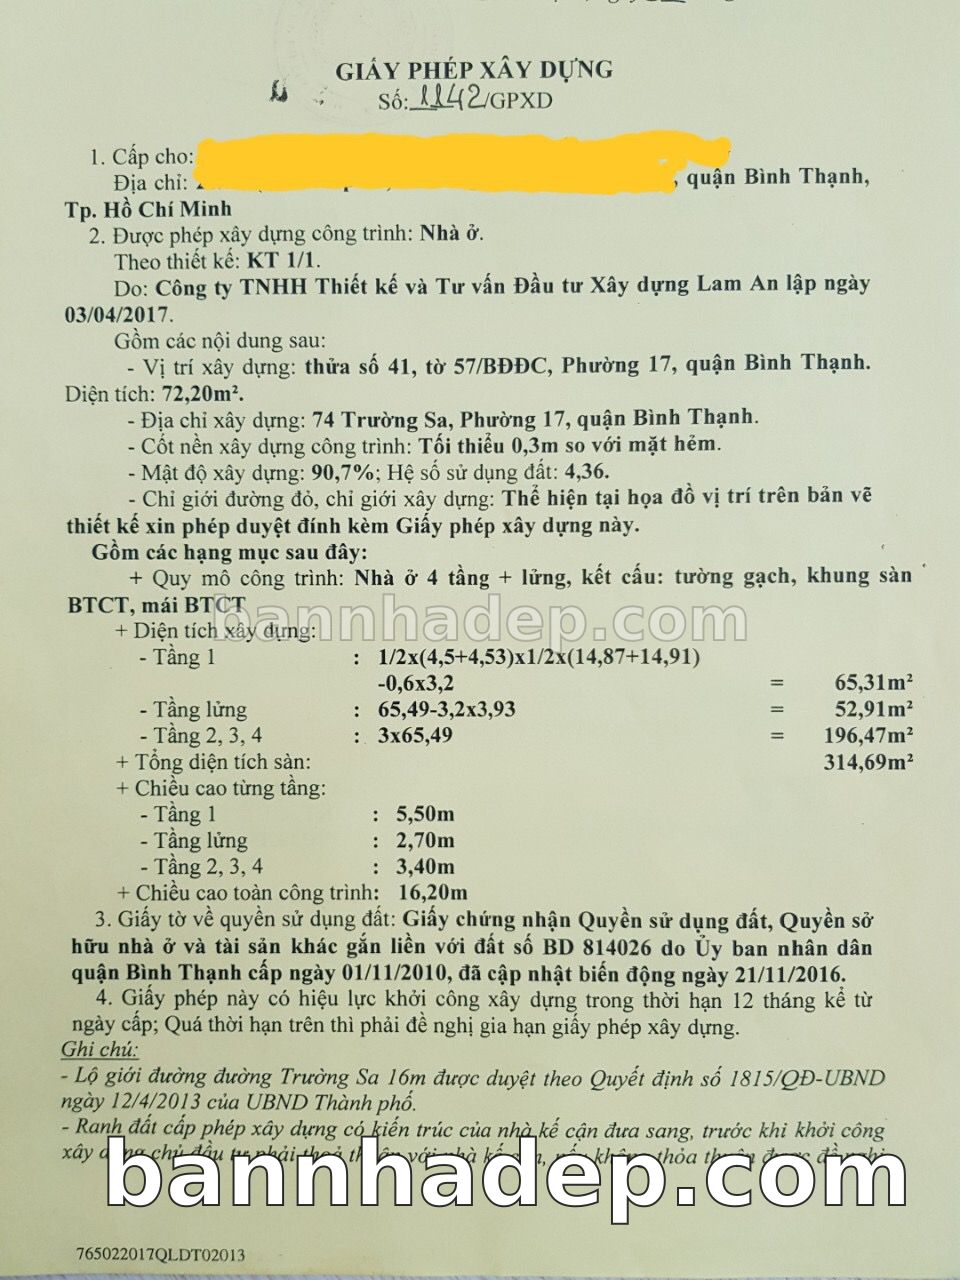 GIẤY PHÉP XÂY DỰNG
Số: 1142/GPXD
1. Cấp cho:
Địa chỉ: , quận Bình Thạnh,
Tp. Hồ Chí Minh
2. Được phép xây dựng công trình: Nhà ở.
Theo thiết kế: KT 1/1.
Do: Công ty TNHH Thiết kế và Tư vấn Đầu tư Xây dựng Lam An lập ngày
03/04/2017.
Gồm các nội dung sau:
- Vị trí xây dựng: thửa số 41, tờ 57/BĐĐC, Phường 17, quận Bình Thạnh.
Diện tích: 72,20m².
- Địa chỉ xây dựng: 74 Trường Sa, Phường 17, quận Bình Thạnh.
- Cốt nền xây dựng công trình: Tối thiểu 0,3m so với mặt hẻm.
- Mật độ xây dựng: 90,7%; Hệ số sử dụng đất: 4,36.
- Chỉ giới đường đỏ, chỉ giới xây dựng: Thể hiện tại họa đồ vị trí trên bản vẽ
thiết kế xin phép duyệt đính kèm Giấy phép xây dựng này.
Gồm các hạng mục sau đây:
+ Quy mô công trình: Nhà ở 4 tầng + lửng, kết cấu: tường gạch, khung sàn
BTCT, mái BTCT
bannhadep.com
+ Diện tích xây dựng:
- Tầng 1 : 1/2x(4,5+4,53)x1/2x(14,87+14,91)
-0,6x3,2 = 65,31m²
- Tầng lửng : 65,49-3,2x3,93 = 52,91m²
- Tầng 2, 3, 4 : 3x65,49 = 196,47m²
+ Tổng diện tích sàn: 314,69m²
+ Chiều cao từng tầng:
- Tầng 1 : 5,50m
- Tầng lửng : 2,70m
- Tầng 2, 3, 4 : 3,40m
+ Chiều cao toàn công trình: 16,20m
3. Giấy tờ về quyền sử dụng đất: Giấy chứng nhận Quyền sử dụng đất, Quyền sở
hữu nhà ở và tài sản khác gắn liền với đất số BD 814026 do Ủy ban nhân dân
quận Bình Thạnh cấp ngày 01/11/2010, đã cập nhật biến động ngày 21/11/2016.
4. Giấy phép này có hiệu lực khởi công xây dựng trong thời hạn 12 tháng kể từ
ngày cấp; Quá thời hạn trên thì phải đề nghị gia hạn giấy phép xây dựng.
Ghi chú:
- Lộ giới đường đường Trường Sa 16m được duyệt theo Quyết định số 1815/QĐ-UBND
ngày 12/4/2013 của UBND Thành phố.
- Ranh đất cấp phép xây dựng có kiến trúc của nhà kế cận đưa sang, trước khi khởi công
xây dựng chủ đầu tư phải thoả thuận với nhà kế cận, nếu không thỏa thuận được đề nghị
bannhadep.com
765022017QLDT02013